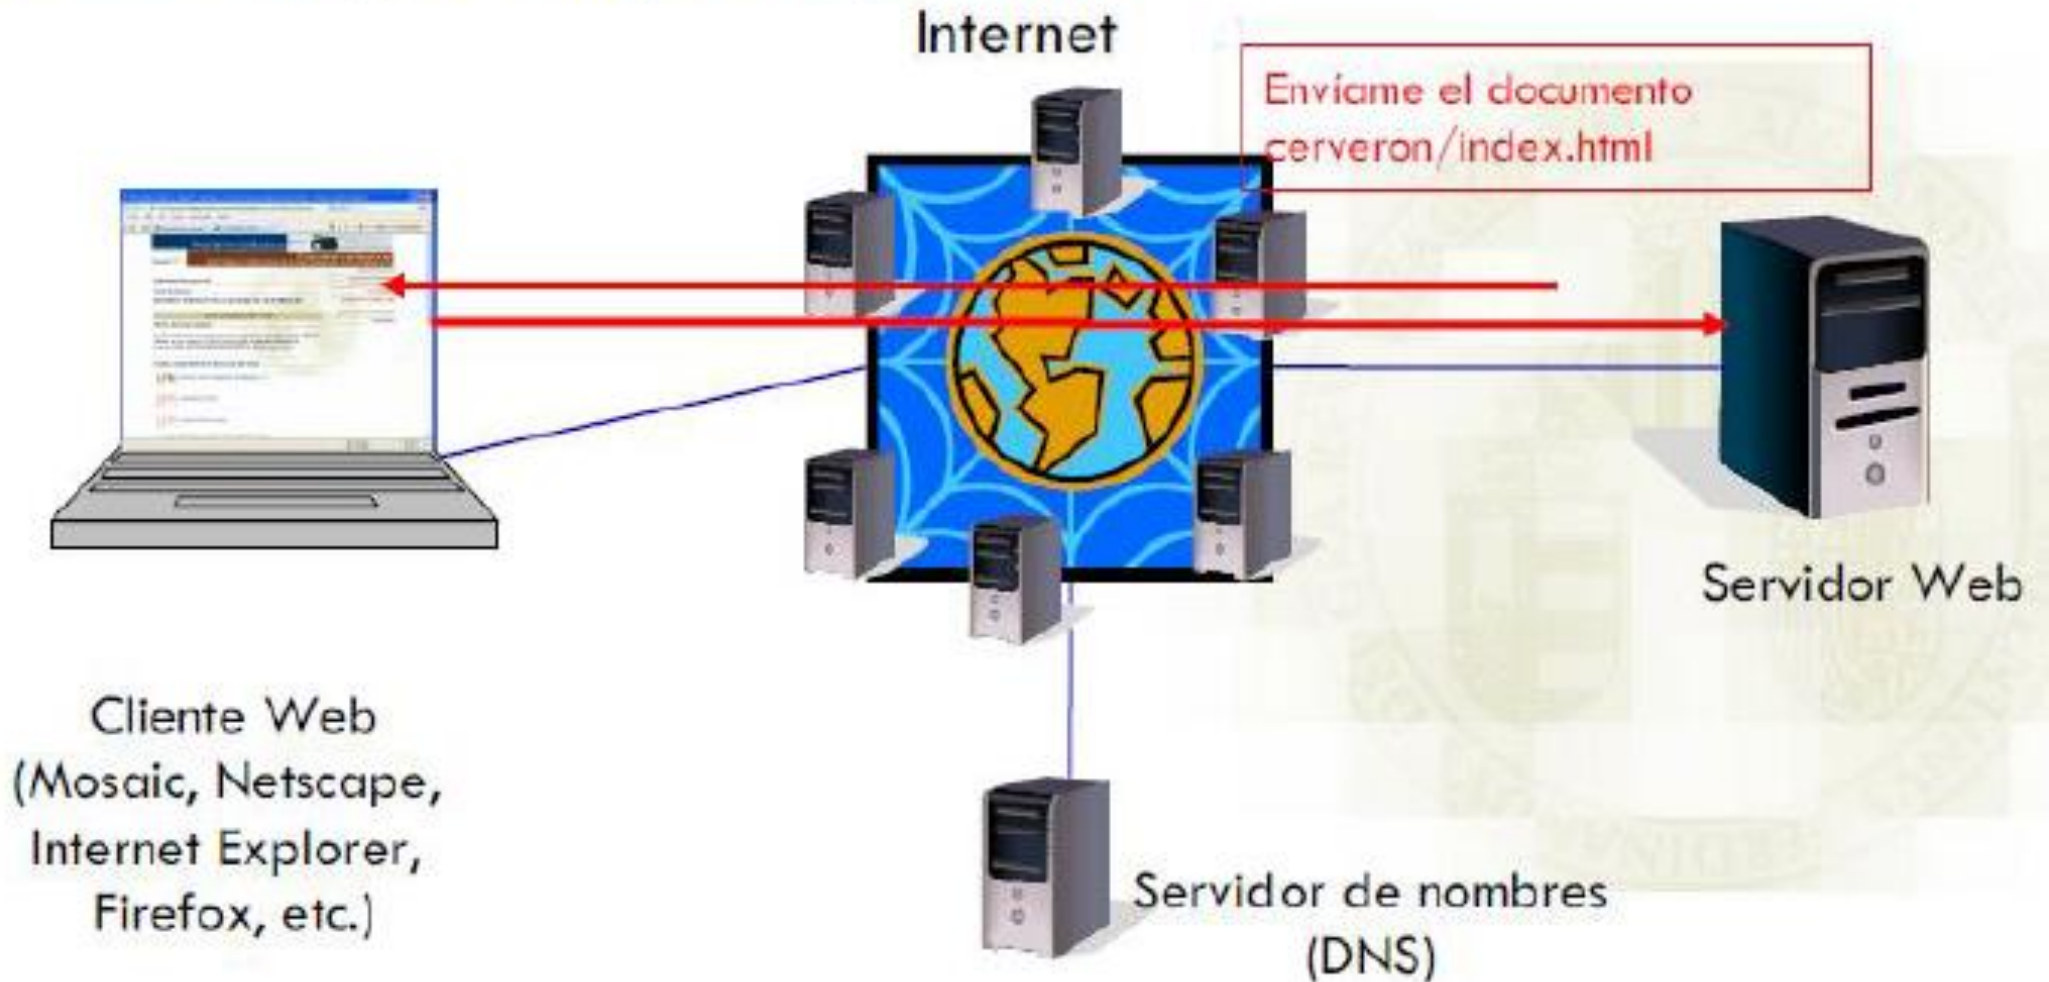 Internet
Envíame el documento
cerveron/index.html
Servidor Web
Cliente Web
(Mosaic, Netscape,
Internet Explorer,
Firefox, etc.)
Servidor de nombres
(DNS)